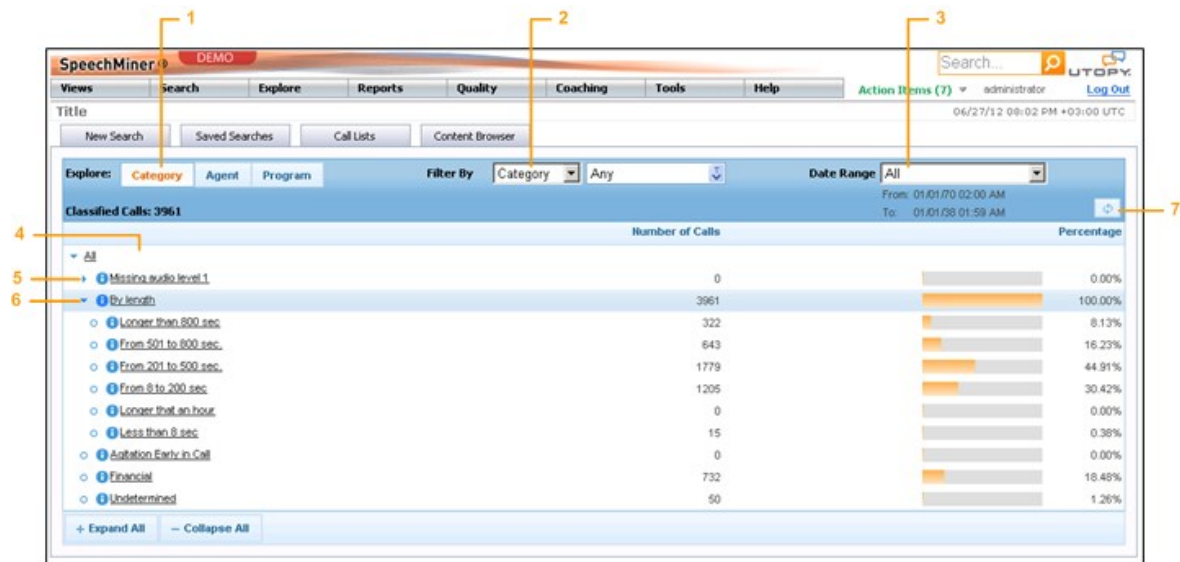 1 2 3
SpeechMiner DEMO Search... UTOPY.
Views Search Explore Reports Quality Coaching Tools Help Action Items (7) administrator Log Out
Title 06/27/12 08:02 PM +03:00 UTC
New Search Saved Searches Call Lists Content Browser
Explore: Category Agent Program Filter By Category Any Date Range All
From: 01/01/70 02:00 AM
Classified Calls: 3961 To: 01/01/38 01:59 AM 7
Number of Calls Percentage
4 All
5 Missing audio level 1 0 0.00%
6 By length 3961 100.00%
Longer than 800 sec 322 8.13%
From 501 to 800 sec. 643 16.23%
From 201 to 500 sec. 1779 44.91%
From 8 to 200 sec 1205 30.42%
Longer that an hour 0 0.00%
Less than 8 sec 15 0.38%
Agitation Early in Call 0 0.00%
Financial 732 18.48%
Undetermined 50 1.26%
+ Expand All – Collapse All